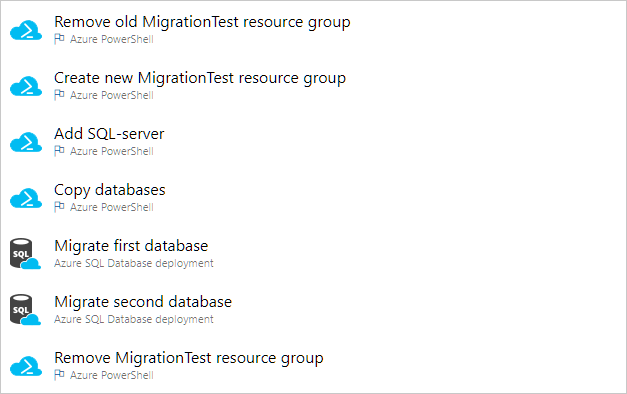 Remove old MigrationTest resource group
Azure PowerShell
Create new MigrationTest resource group
Azure PowerShell
Add SQL-server
Azure PowerShell
Copy databases
Azure PowerShell
SQL
Migrate first database
Azure SQL Database deployment
SQL
Migrate second database
Azure SQL Database deployment
Remove MigrationTest resource group
Azure PowerShell